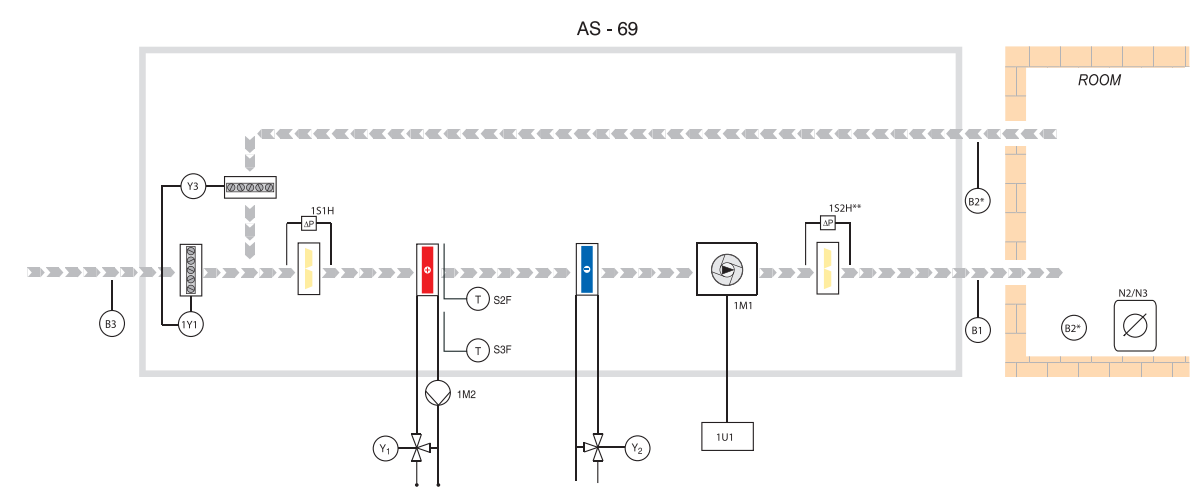 AS - 69
ROOM
Y3
B2*
1S1H
ΔP
1S2H**
ΔP
B3
1Y1
T
S2F
T
S3F
1M1
B1
B2*
N2/N3
1M2
Y1
Y2
1U1